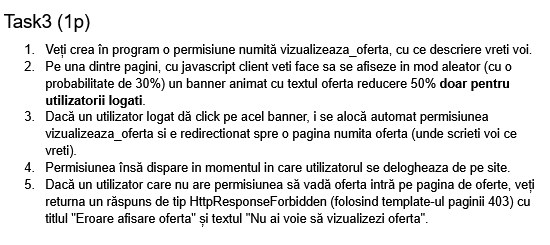 Task3 (1p)
1. Veți crea în program o permisiune numită vizualizeaza_oferta, cu ce descriere vreti voi.
2. Pe una dintre pagini, cu javascript client veti face sa se afiseze in mod aleator (cu o
probabilitate de 30%) un banner animat cu textul oferta reducere 50% doar pentru
utilizatorii logati.
3. Dacă un utilizator logat dă click pe acel banner, i se alocă automat permisiunea
vizualizeaza_oferta si e redirectionat spre o pagina numita oferta (unde scrieti voi ce
vreti).
4. Permisiunea însă dispare in momentul in care utilizatorul se delogheaza de pe site.
5. Dacă un utilizator care nu are permisiunea să vadă oferta intră pe pagina de oferte, veți
returna un răspuns de tip HttpResponseForbidden (folosind template-ul paginii 403) cu
titlul "Eroare afisare oferta" și textul "Nu ai voie să vizualizezi oferta".